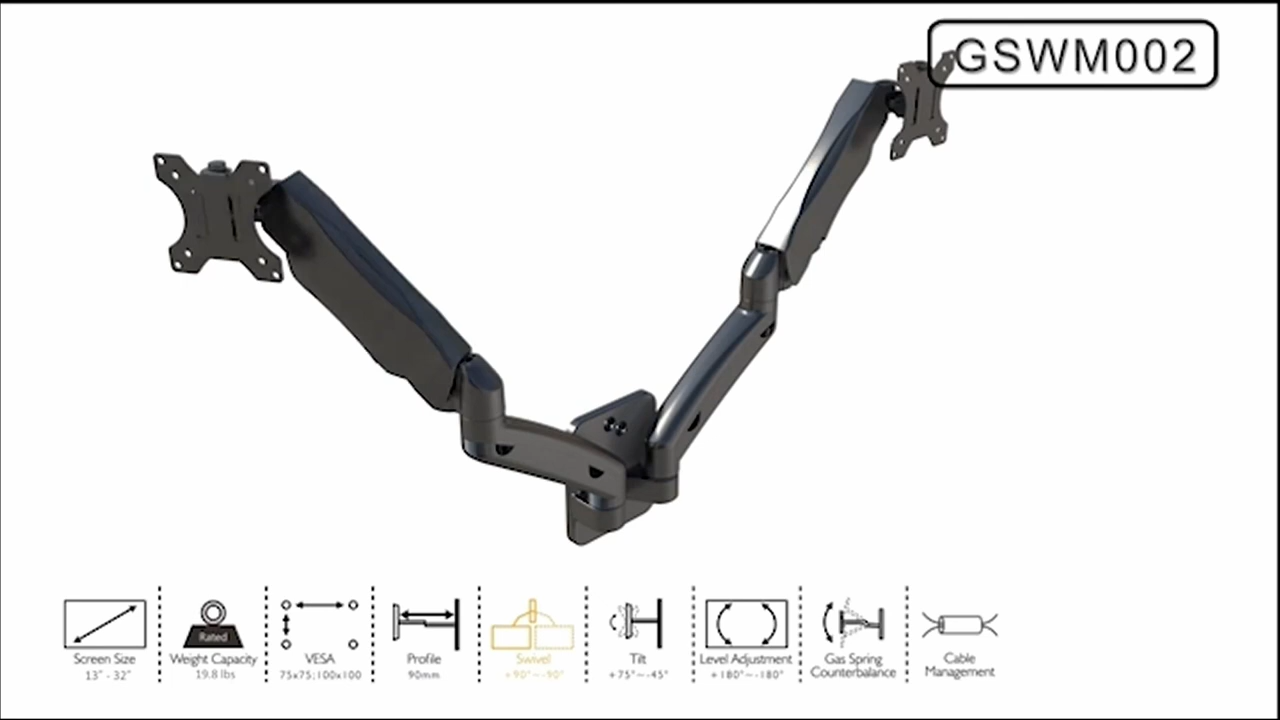 GSWM002
Rated
Screen Size
13" - 32"
Weight Capacity
19.8 lbs
VESA
75x75;100x100
Profile
90mm
Swivel
+90°~-90°
Tilt
+75°~-45°
Level Adjustment
+180°~-180°
Gas Spring
Counterbalance
Cable
Management